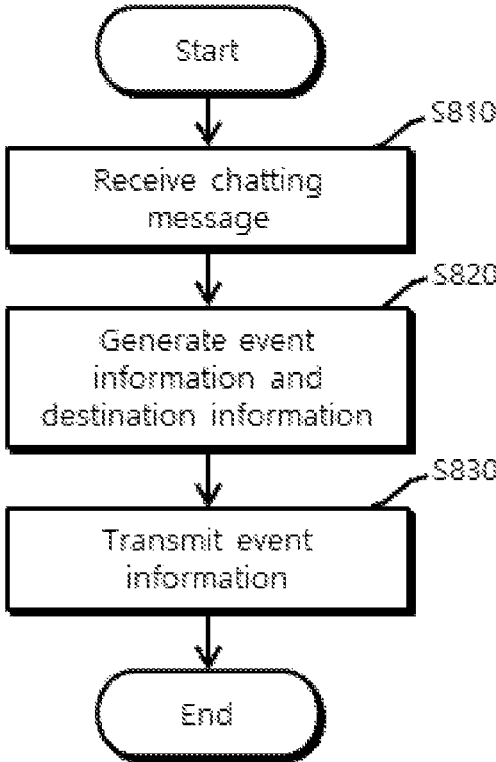 Start
S810
Receive chatting
message
S820
Generate event
information and
destination information
S830
Transmit event
information
End